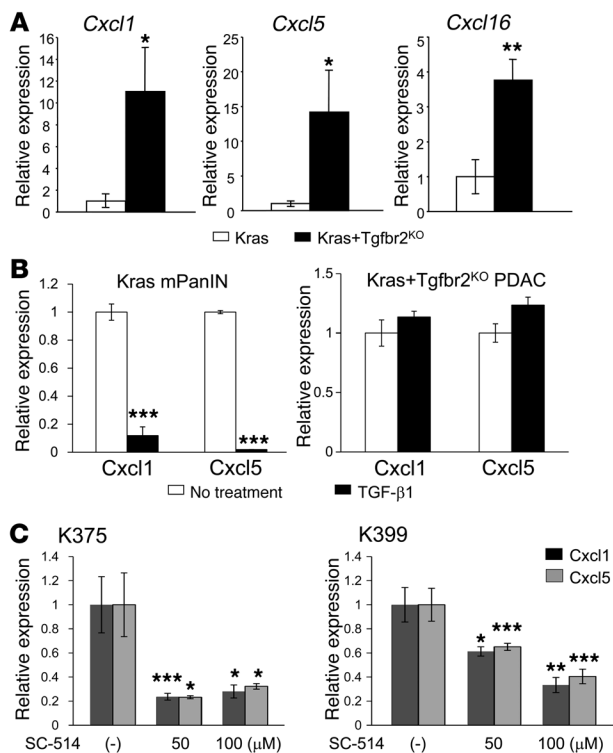 A
Cxcl1
Cxcl5
Cxcl16
Relative expression
16
14
12
10
8
6
4
2
0
*
Relative expression
25
20
15
10
5
0
*
Relative expression
5
4
3
2
1
0
**
Kras
Kras+Tgfbr2KO
B
Kras mPanIN
Relative expression
1.2
1
0.8
0.6
0.4
0.2
0
***
***
Cxcl1
Cxcl5
Kras+Tgfbr2KO PDAC
Relative expression
1.5
1
0.5
0
Cxcl1
Cxcl5
No treatment
TGF-β1
C
K375
Relative expression
1.4
1.2
1
0.8
0.6
0.4
0.2
0
***
*
*
*
SC-514
(-)
50
100 (μM)
K399
Cxcl1
Cxcl5
Relative expression
1.4
1.2
1
0.8
0.6
0.4
0.2
0
*
***
**
***
SC-514
(-)
50
100 (μM)